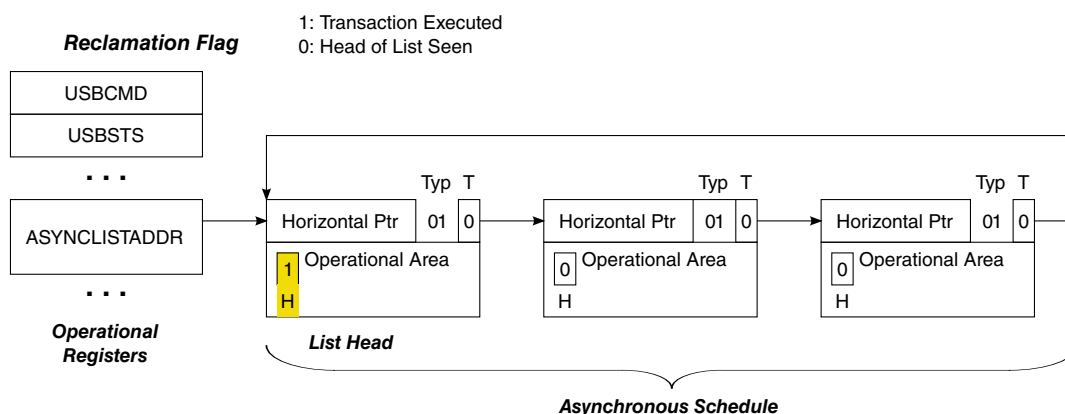 1: Transaction Executed
Reclamation Flag
0: Head of List Seen
USBCMD
USBSTS
. . .
Typ T Typ T Typ T
ASYNCLISTADDR
Horizontal Ptr 01 0 Horizontal Ptr 01 0 Horizontal Ptr 01 0
1 Operational Area 0 Operational Area 0 Operational Area
H H H
. . .
Operational
Registers
List Head
Asynchronous Schedule